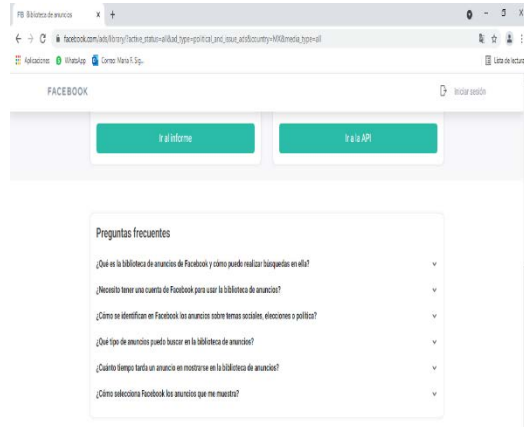 FB Biblioteca de anuncios
facebook.com/ads/library/?active_status=all&ad_type=political_and_issue_ads&country=MX&media_type=all
Aplicaciones WhatsApp Correo: Maria F. Sig...
Lista de lectura
FACEBOOK
Iniciar sesión
Ir al informe
Ir a la API
Preguntas frecuentes
¿Qué es la biblioteca de anuncios de Facebook y cómo puedo realizar búsquedas en ella?
¿Necesito tener una cuenta de Facebook para usar la biblioteca de anuncios?
¿Cómo se identifican en Facebook los anuncios sobre temas sociales, elecciones o política?
¿Qué tipo de anuncios puedo buscar en la biblioteca de anuncios?
¿Cuánto tiempo tarda un anuncio en mostrarse en la biblioteca de anuncios?
¿Cómo selecciona Facebook los anuncios que me muestra?